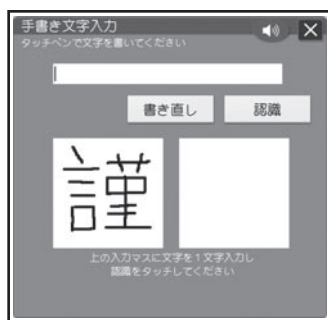 手書き文字入力
タッチペンで文字を書いてください
書き直し 認識
謹
上の入力マスに文字を1文字入力し
認識をタッチしてください